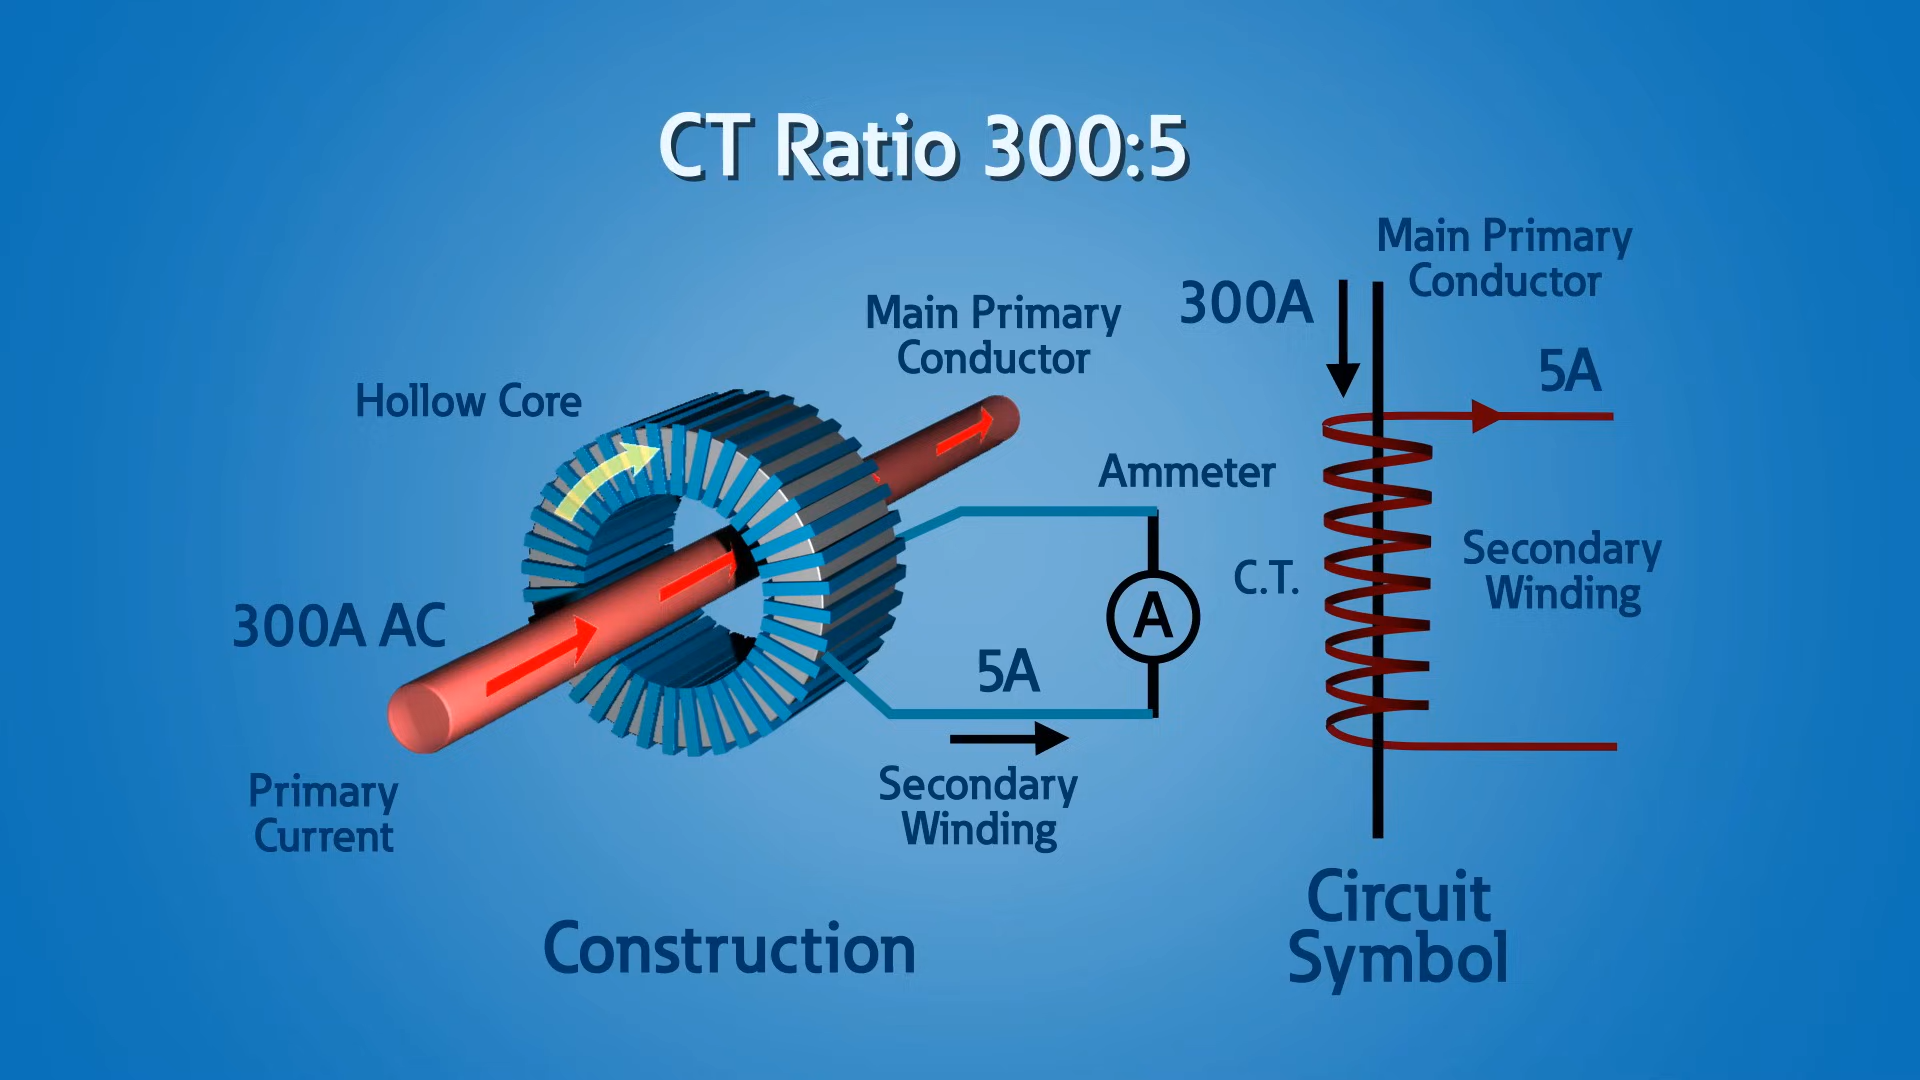 CT Ratio 300:5
Hollow Core
Main Primary
Conductor
300A AC
Primary
Current
Ammeter
A
5A
Secondary
Winding
Construction
300A
Main Primary
Conductor
5A
C.T.
Secondary
Winding
Circuit
Symbol